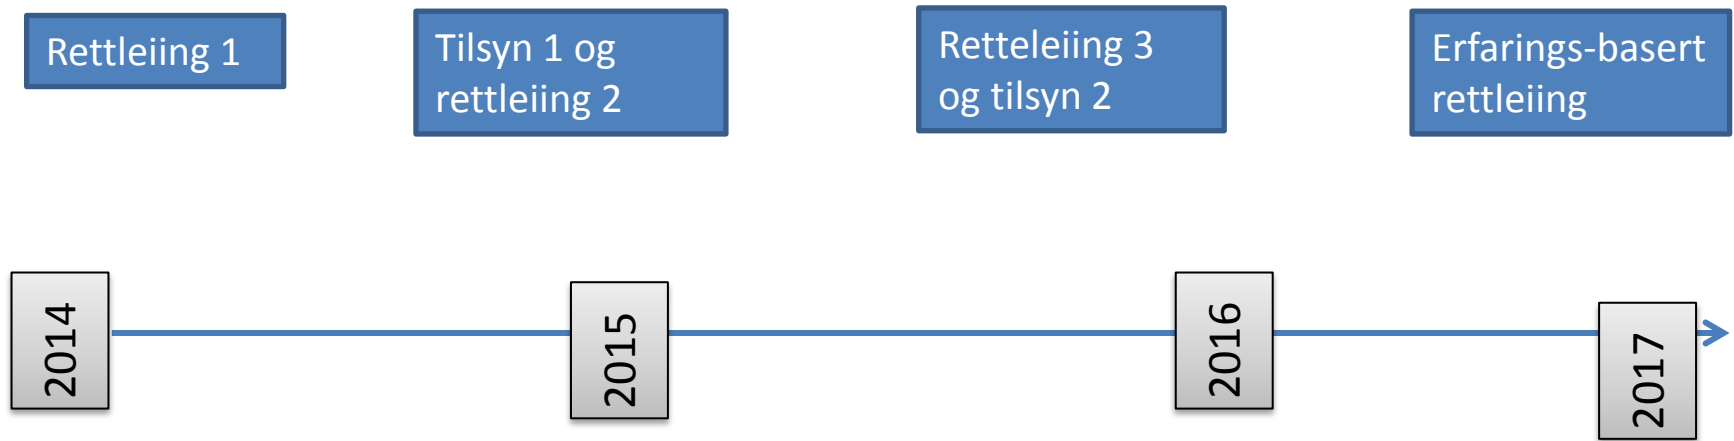 Rettleiing 1
Tilsyn 1 og
rettleiing 2
Retteleiing 3
og tilsyn 2
Erfarings-basert
rettleiing
2014
2015
2016
2017